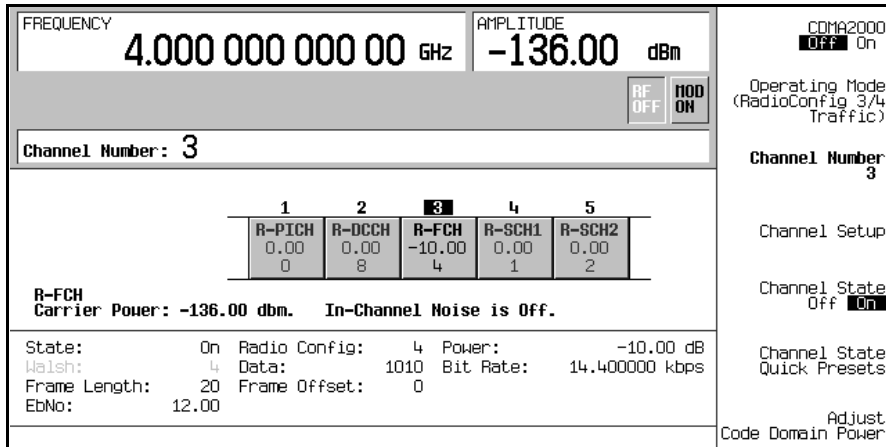 FREQUENCY
4.000 000 000 00 GHz
AMPLITUDE
-136.00 dBm
RF OFF
MOD ON
Channel Number: 3
1 2 3 4 5
R-PICH R-DCCH R-FCH R-SCH1 R-SCH2
0.00 0.00 -10.00 0.00 0.00
0 8 4 1 2
R-FCH
Carrier Power: -136.00 dbm. In-Channel Noise is Off.
State: On Radio Config: 4 Power: -10.00 dB
Walsh: 4 Data: 1010 Bit Rate: 14.400000 kbps
Frame Length: 20 Frame Offset: 0
EbNo: 12.00
CDMA2000
Off On
Operating Mode
(RadioConfig 3/4
Traffic)
Channel Number
3
Channel Setup
Channel State
Off On
Channel State
Quick Presets
Adjust
Code Domain Power